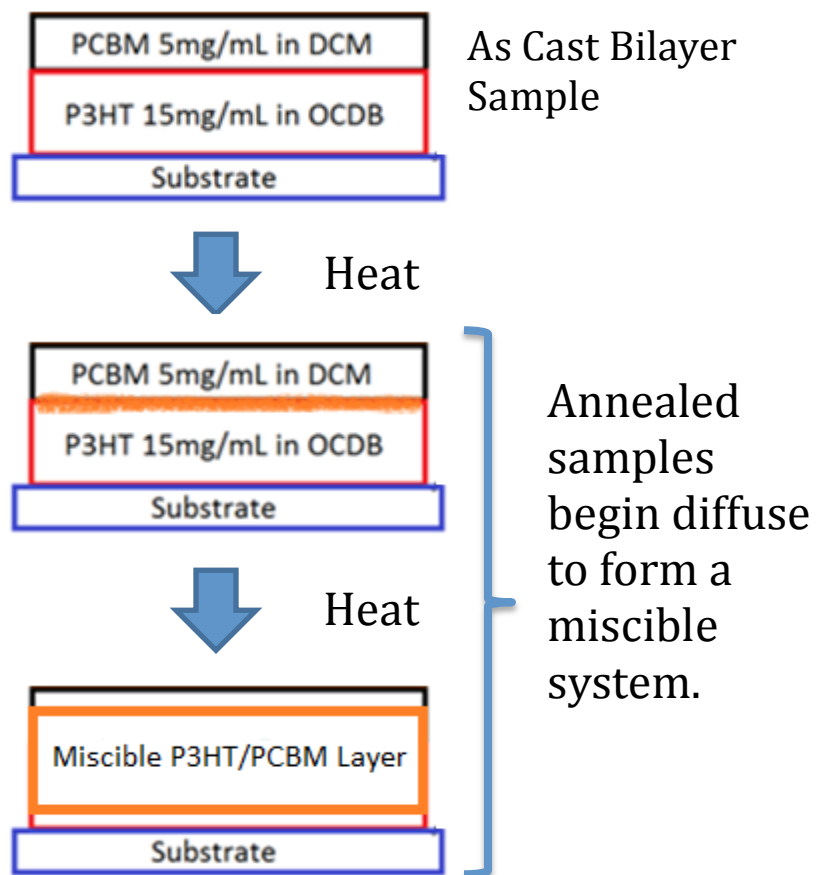 PCBM 5mg/mL in DCM
As Cast Bilayer
Sample
P3HT 15mg/mL in OCDB
Substrate
Heat
PCBM 5mg/mL in DCM
P3HT 15mg/mL in OCDB
Substrate
Annealed
samples
begin diffuse
to form a
miscible
system.
Heat
Miscible P3HT/PCBM Layer
Substrate